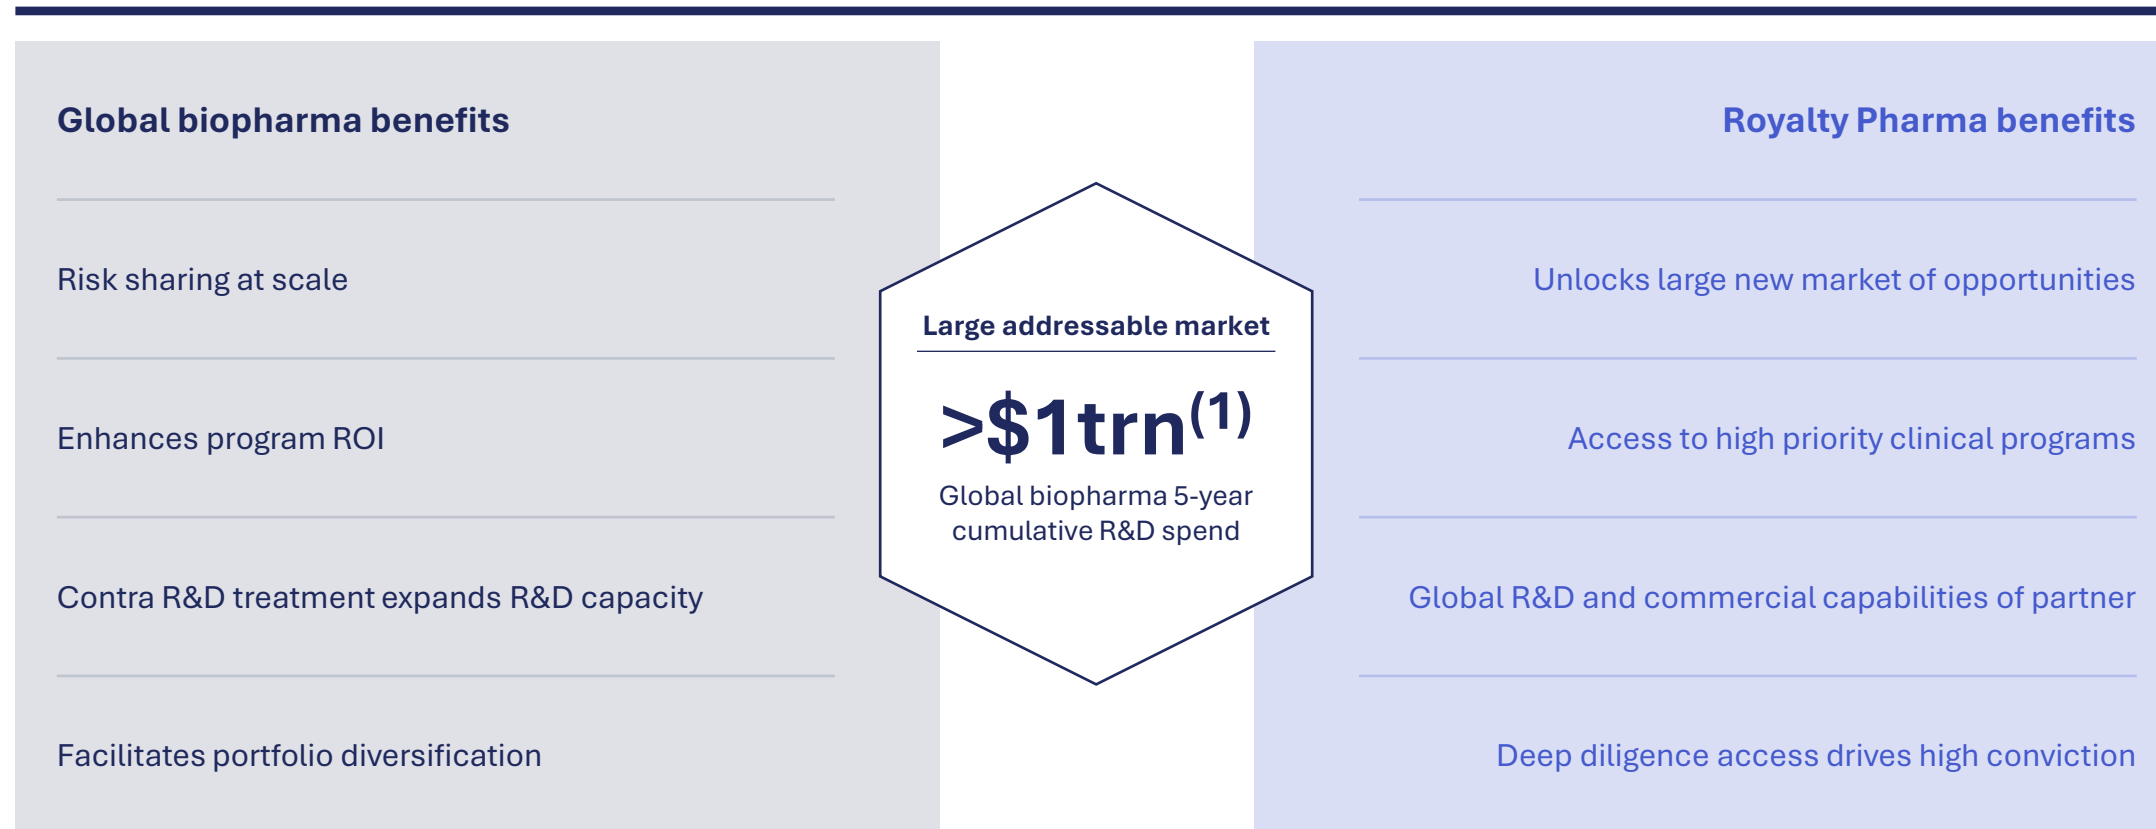 Global biopharma benefits
Risk sharing at scale
Enhances program ROI
Contra R&D treatment expands R&D capacity
Facilitates portfolio diversification
Large addressable market
>$1trn(1)
Global biopharma 5-year
cumulative R&D spend
Royalty Pharma benefits
Unlocks large new market of opportunities
Access to high priority clinical programs
Global R&D and commercial capabilities of partner
Deep diligence access drives high conviction